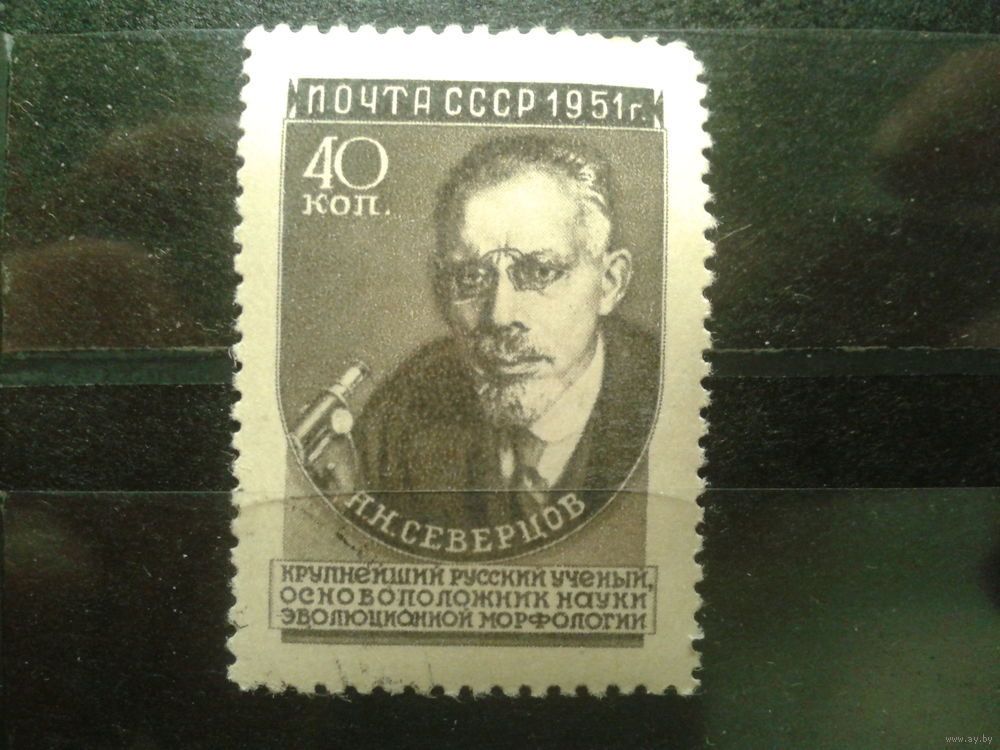 ПОЧТА СССР 1951г.
40
коп.
А.Н.СЕВЕРЦОВ
КРУПНЕЙШИЙ РУССКИЙ УЧЕНЫЙ,
ОСНОВОПОЛОЖНИК НАУКИ
ЭВОЛЮЦИОННОЙ МОРФОЛОГИИ
www.ay.by